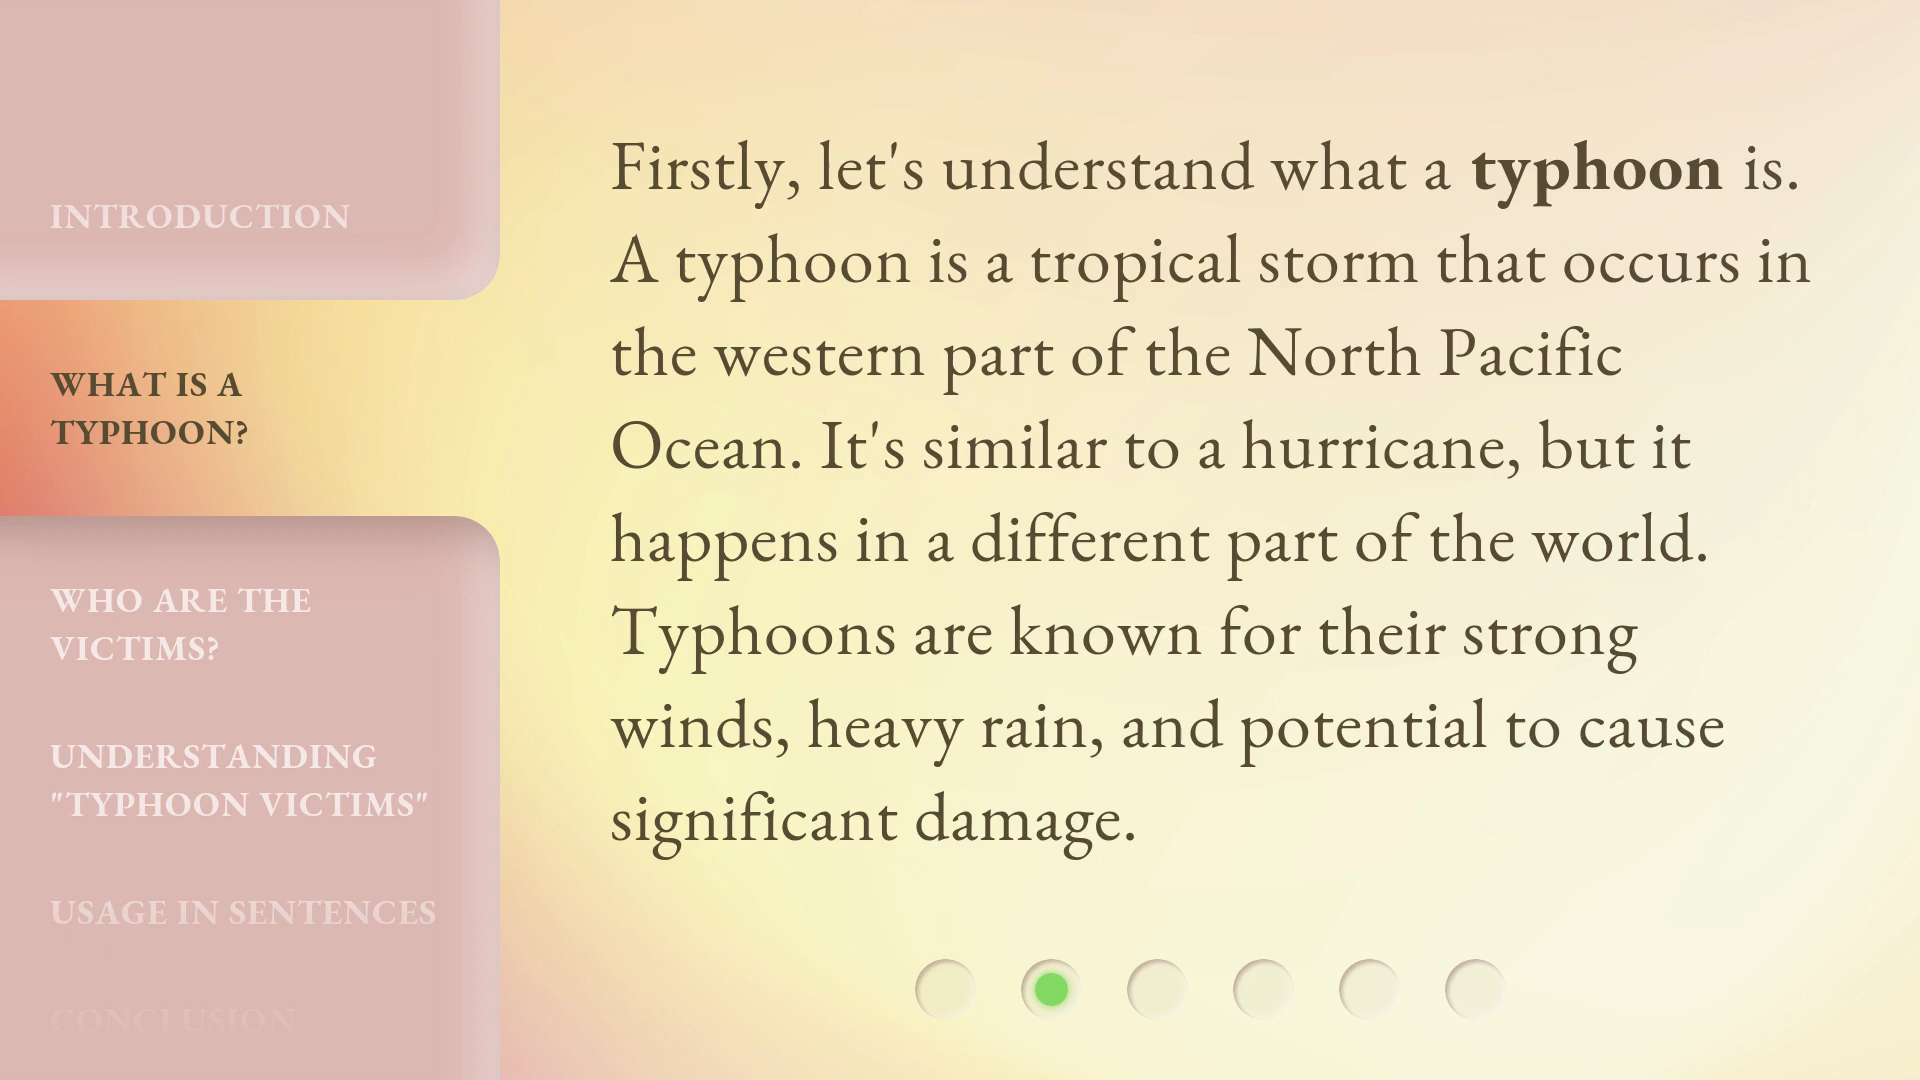 INTRODUCTION
WHAT IS A
TYPHOON?
WHO ARE THE
VICTIMS?
UNDERSTANDING
"TYPHOON VICTIMS"
USAGE IN SENTENCES
CONCLUSION
Firstly, let's understand what a typhoon is.
A typhoon is a tropical storm that occurs in
the western part of the North Pacific
Ocean. It's similar to a hurricane, but it
happens in a different part of the world.
Typhoons are known for their strong
winds, heavy rain, and potential to cause
significant damage.